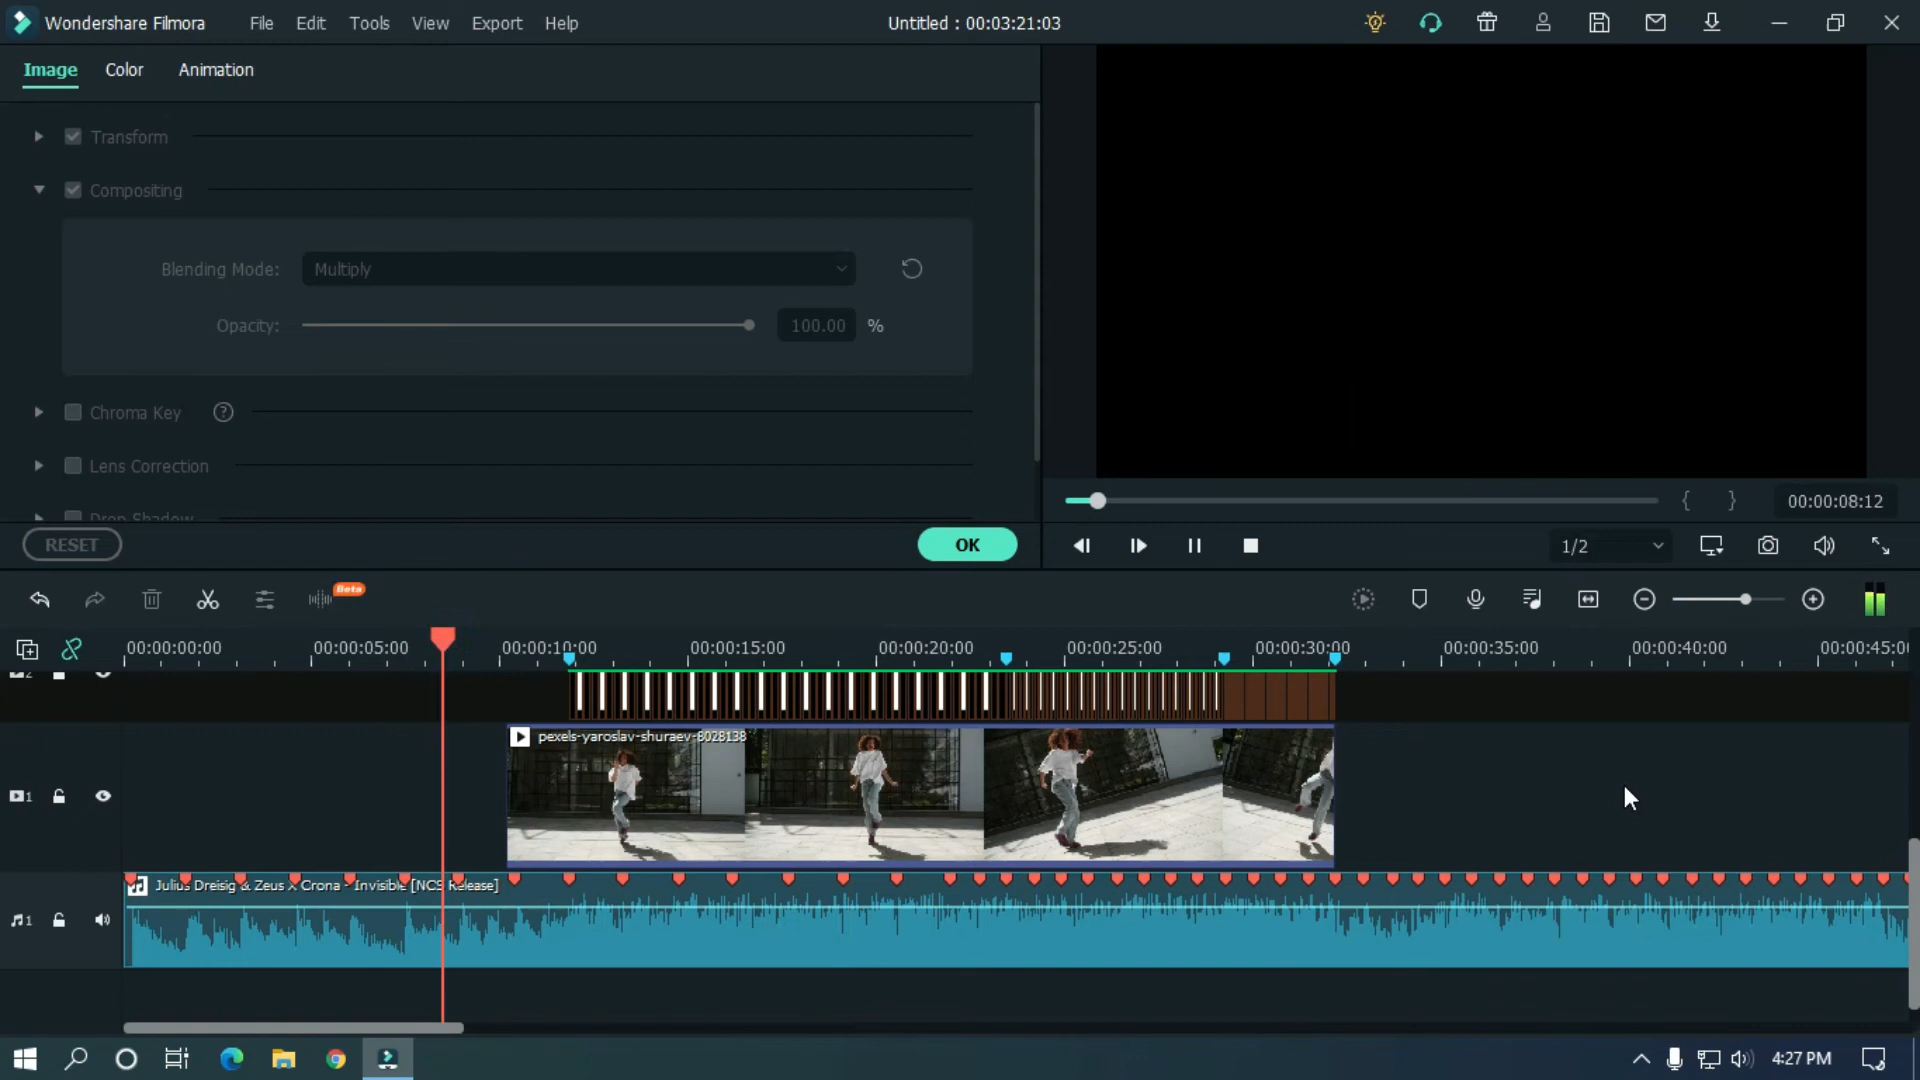 Wondershare Filmora File Edit Tools View Export Help Untitled : 00:03:21:03
Image Color Animation
Transform
Compositing
Blending Mode: Multiply
Opacity: 100.00 %
Chroma Key ?
Lens Correction
Drop Shadow
RESET OK
{ } 00:00:08:12
1/2
Beta
00:00:00:00 00:00:05:00 00:00:10:00 00:00:15:00 00:00:20:00 00:00:25:00 00:00:30:00 00:00:35:00 00:00:40:00 00:00:45:0
2
pexels-yaroslav-shuraev-8028138
1
Julius Dreisig & Zeus X Crona - Invisible [NCS Release]
1
4:27 PM